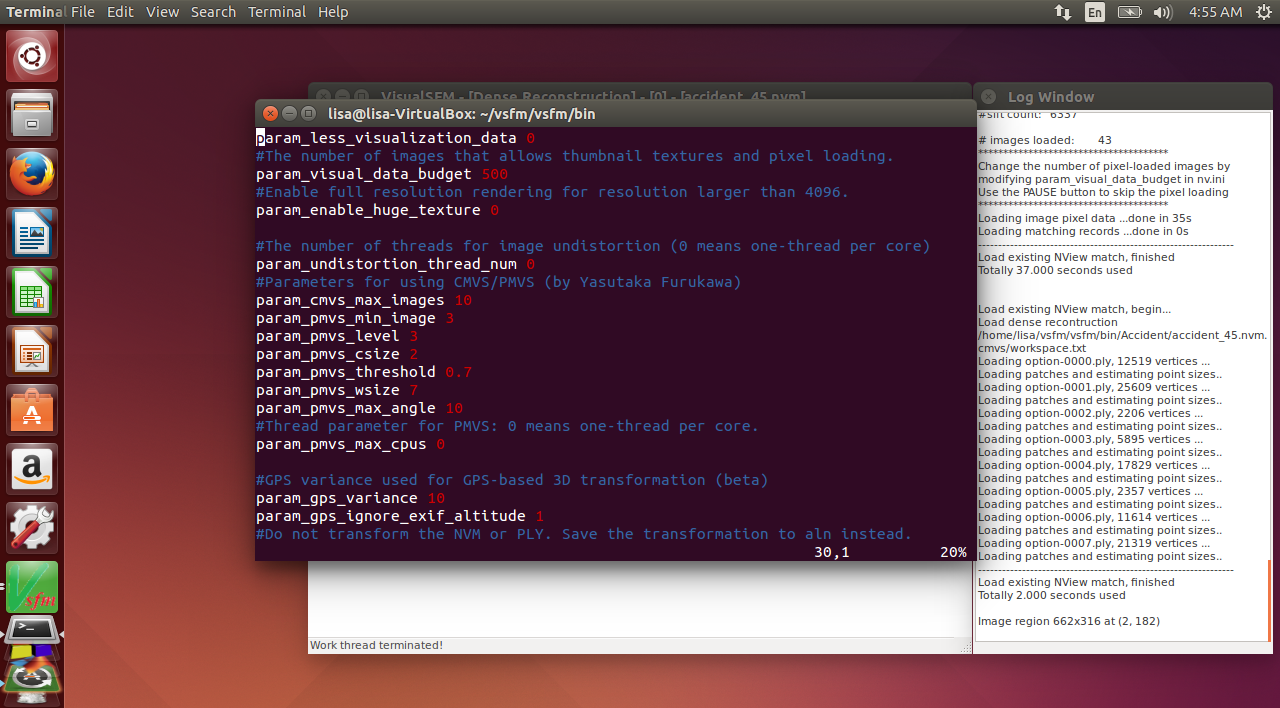 Terminal File Edit View Search Terminal Help
En
4:55 AM
VisualSFM - [Dense Reconstruction] - [0] - [accident_45.nvm]
Log Window
lisa@lisa-VirtualBox: ~/vsfm/vsfm/bin
param_less_visualization_data 0
#The number of images that allows thumbnail textures and pixel loading.
param_visual_data_budget 500
#Enable full resolution rendering for resolution larger than 4096.
param_enable_huge_texture 0
#The number of threads for image undistortion (0 means one-thread per core)
param_undistortion_thread_num 0
#Parameters for using CMVS/PMVS (by Yasutaka Furukawa)
param_cmvs_max_images 10
param_pmvs_min_image 3
param_pmvs_level 3
param_pmvs_csize 2
param_pmvs_threshold 0.7
param_pmvs_wsize 7
param_pmvs_max_angle 10
#Thread parameter for PMVS: 0 means one-thread per core.
param_pmvs_max_cpus 0
#GPS variance used for GPS-based 3D transformation (beta)
param_gps_variance 10
param_gps_ignore_exif_altitude 1
#Do not transform the NVM or PLY. Save the transformation to aln instead.
30,1 20%
#sift count: 6337
# images loaded: 43
**************************************
Change the number of pixel-loaded images by
modifying param_visual_data_budget in nv.ini
Use the PAUSE button to skip the pixel loading
**************************************
Loading image pixel data ...done in 35s
Loading matching records ...done in 0s
----------------------------------------------------------------
Load existing NView match, finished
Totally 37.000 seconds used
Load existing NView match, begin...
Load dense recontruction
/home/lisa/vsfm/vsfm/bin/Accident/accident_45.nvm.
cmvs/workspace.txt
Loading option-0000.ply, 12519 vertices ...
Loading patches and estimating point sizes..
Loading option-0001.ply, 25609 vertices ...
Loading patches and estimating point sizes..
Loading option-0002.ply, 2206 vertices ...
Loading patches and estimating point sizes..
Loading option-0003.ply, 5895 vertices ...
Loading patches and estimating point sizes..
Loading option-0004.ply, 17829 vertices ...
Loading patches and estimating point sizes..
Loading option-0005.ply, 2357 vertices ...
Loading patches and estimating point sizes..
Loading option-0006.ply, 11614 vertices ...
Loading patches and estimating point sizes..
Loading option-0007.ply, 21319 vertices ...
Loading patches and estimating point sizes..
----------------------------------------------------------------
Load existing NView match, finished
Totally 2.000 seconds used
Image region 662x316 at (2, 182)
Work thread terminated!
A
a
Vsfm
>_